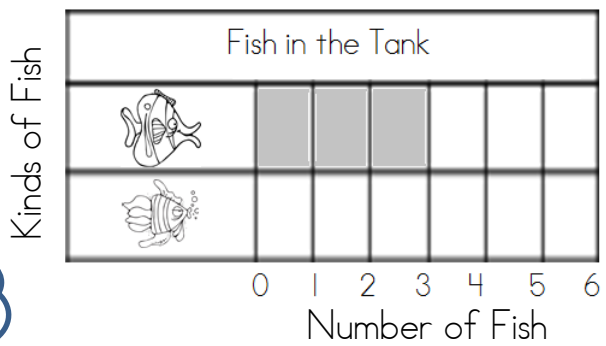 Fish in the Tank
Kinds of Fish
0 1 2 3 4 5 6
Number of Fish